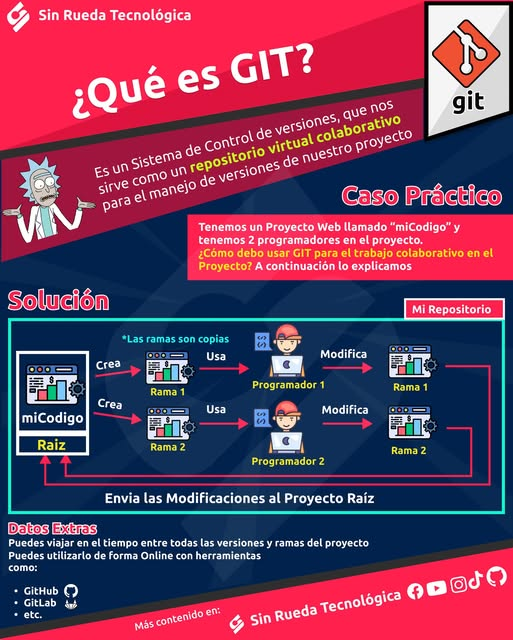 Sin Rueda Tecnológica
¿Qué es GIT?
git
Es un Sistema de Control de versiones, que nos
sirve como un repositorio virtual colaborativo
para el manejo de versiones de nuestro proyecto
Caso Práctico
Tenemos un Proyecto Web llamado "miCodigo" y
tenemos 2 programadores en el proyecto.
¿Cómo debo usar GIT para el trabajo colaborativo en el
Proyecto? A continuación lo explicamos
Solución
Mi Repositorio
*Las ramas son copias
Crea
Usa
Modifica
Rama 1
Programador 1
Rama 1
miCodigo
Raiz
Crea
Usa
Modifica
Rama 2
Programador 2
Rama 2
Envia las Modificaciones al Proyecto Raíz
Datos Extras
Puedes viajar en el tiempo entre todas las versiones y ramas del proyecto
Puedes utilizarlo de forma Online con herramientas
como:
• GitHub
• GitLab
• etc.
Más contenido en: Sin Rueda Tecnológica